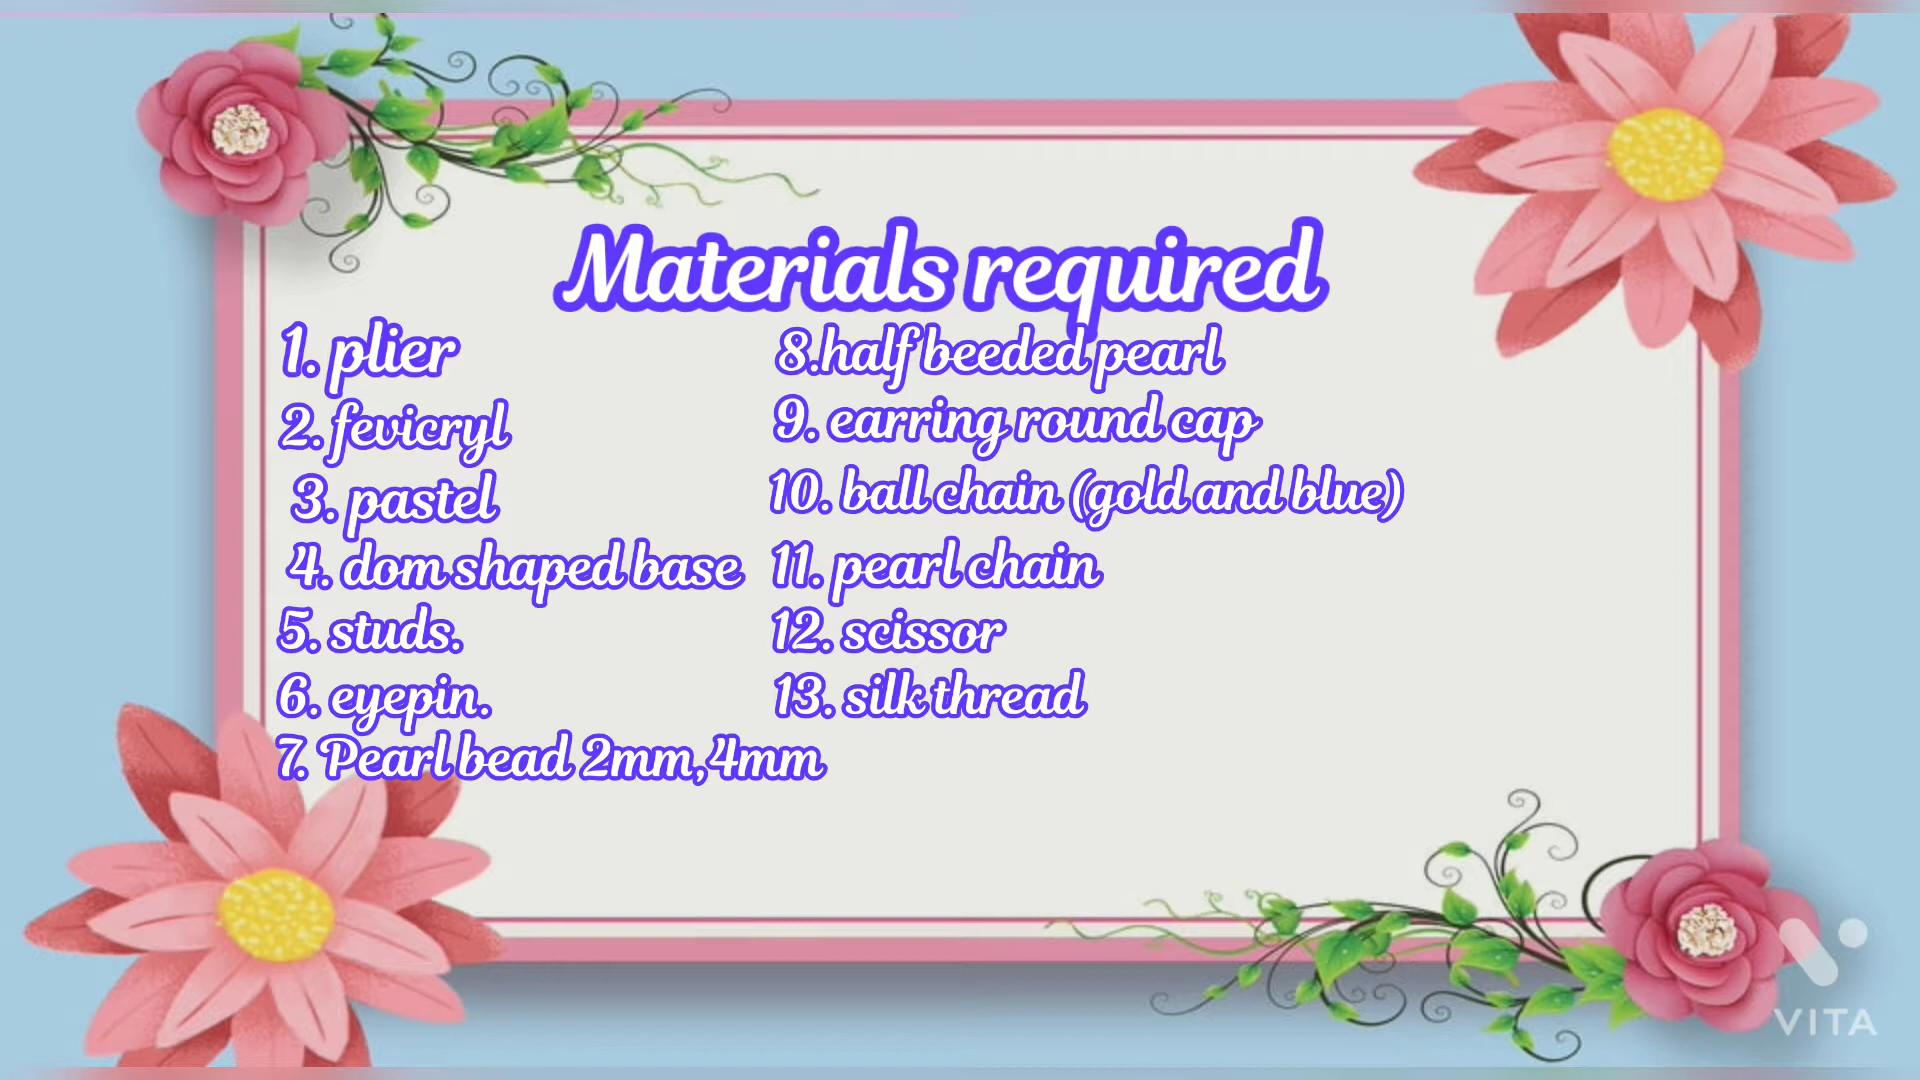 Materials required
1. plier
2. fevicryl
3. pastel
4. dom shaped base
5. studs.
6. eyepin.
7. Pearl bead 2mm,4mm
8.half beeded pearl
9. earring round cap
10. ball chain (gold and blue)
11. pearl chain
12. scissor
13. silk thread
VITA